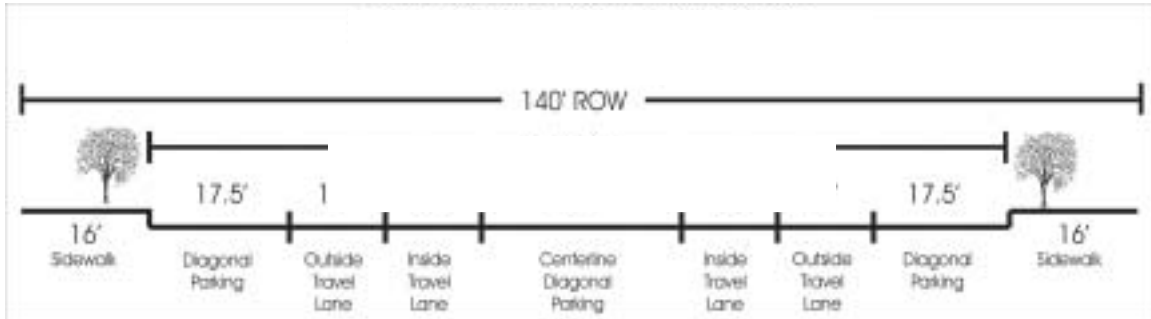 140' ROW
17.5'
1
17.5'
16'
16'
Sidewalk
Diagonal
Parking
Outside
Travel
Lane
Inside
Travel
Lane
Centerline
Diagonal
Parking
Inside
Travel
Lane
Outside
Travel
Lane
Diagonal
Parking
Sidewalk